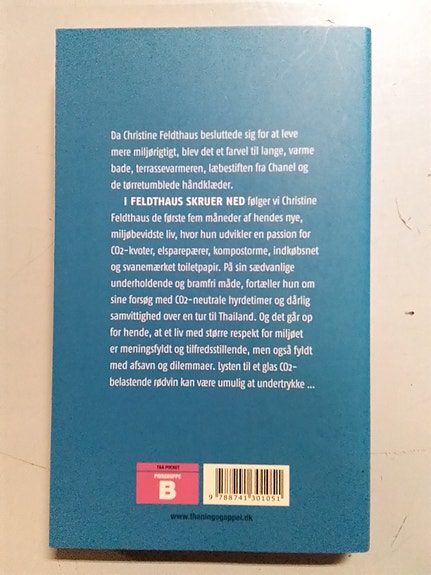 Da Christine Feldthaus besluttede sig for at leve
mere miljørigtigt, blev det et farvel til lange, varme
bade, terrassevarmeren, læbestiften fra Chanel og
de tørretumblede håndklæder.
I FELDTHAUS SKRUER NED følger vi Christine
Feldthaus de første fem måneder af hendes nye,
miljøbevidste liv, hvor hun udvikler en passion for
CO2-kvoter, elsparepærer, kompostorme, indkøbsnet
og svanemærket toiletpapir. På sin sædvanlige
underholdende og bramfri måde, fortæller hun om
sine forsøg med CO2-neutrale hyrdetimer og dårlig
samvittighed over en tur til Thailand. Og det går op
for hende, at et liv med større respekt for miljøet
er meningsfyldt og tilfredsstillende, men også fyldt
med afsavn og dilemmaer. Lysten til et glas CO2-
belastende rødvin kan være umulig at undertrykke ...
T&A POCKET
PRISGRUPPE
B
9 788741 301051
www.thaningogappel.dk